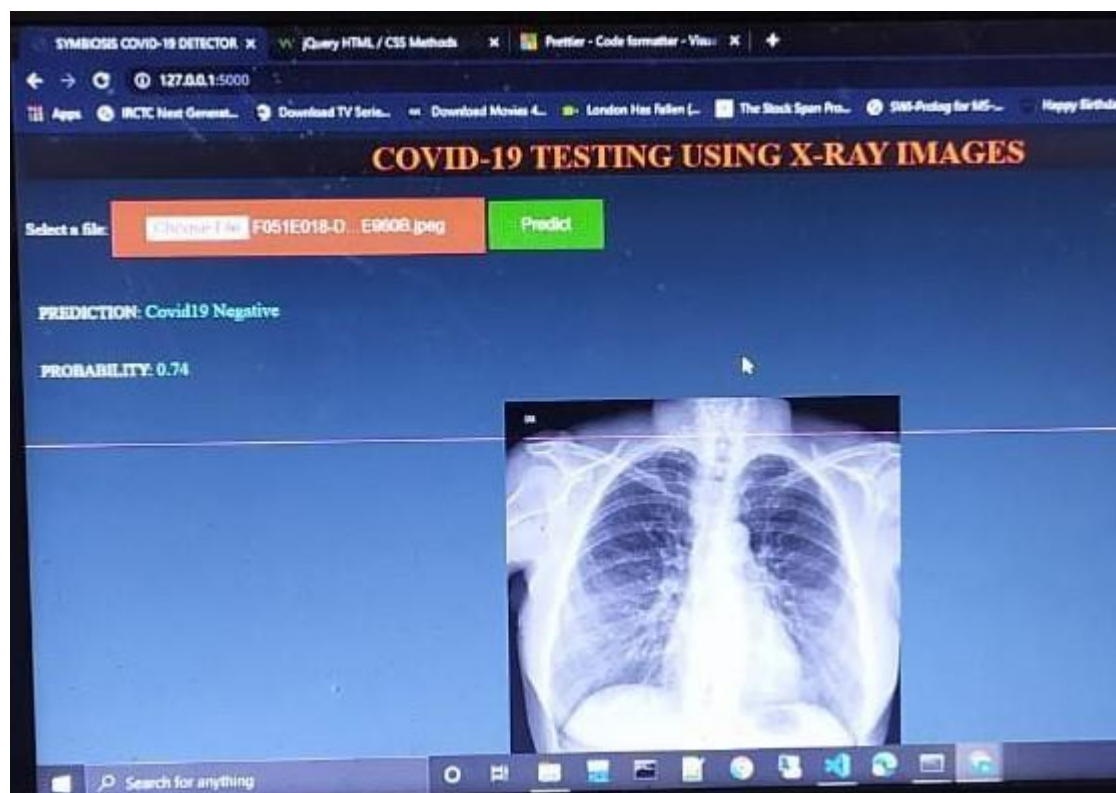 SYMBIOSIS COVID-19 DETECTOR jQuery HTML / CSS Methods Prettier - Code formatter - Visu
127.0.0.1:5000
Apps IRCTC Next Generat... Download TV Serie... Download Movies 4... London Has Fallen (... The Stock Span Pro... SWI-Prolog for MS-... Happy Birthda
COVID-19 TESTING USING X-RAY IMAGES
Select a file: Choose File F051E018-D...E960B.jpeg Predict
PREDICTION: Covid19 Negative
PROBABILITY: 0.74
Search for anything